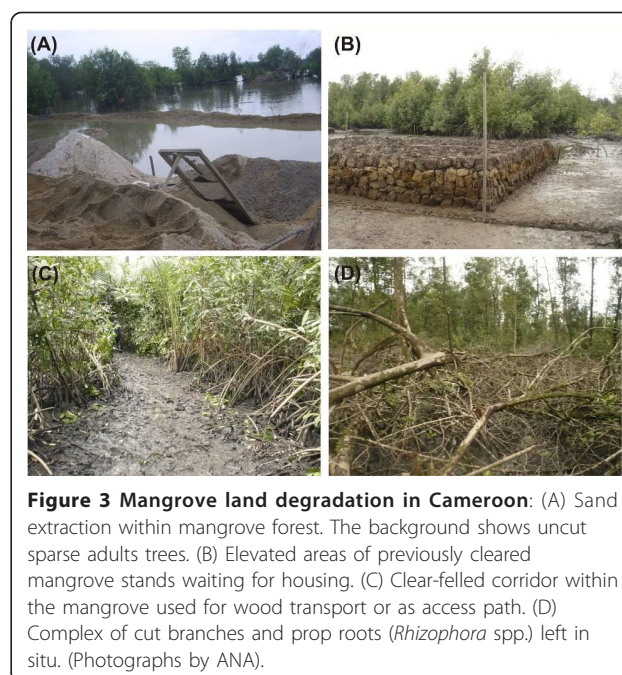 (A)
(B)
(C)
(D)
Figure 3 Mangrove land degradation in Cameroon: (A) Sand
extraction within mangrove forest. The background shows uncut
sparse adults trees. (B) Elevated areas of previously cleared
mangrove stands waiting for housing. (C) Clear-felled corridor within
the mangrove used for wood transport or as access path. (D)
Complex of cut branches and prop roots (Rhizophora spp.) left in
situ. (Photographs by ANA).